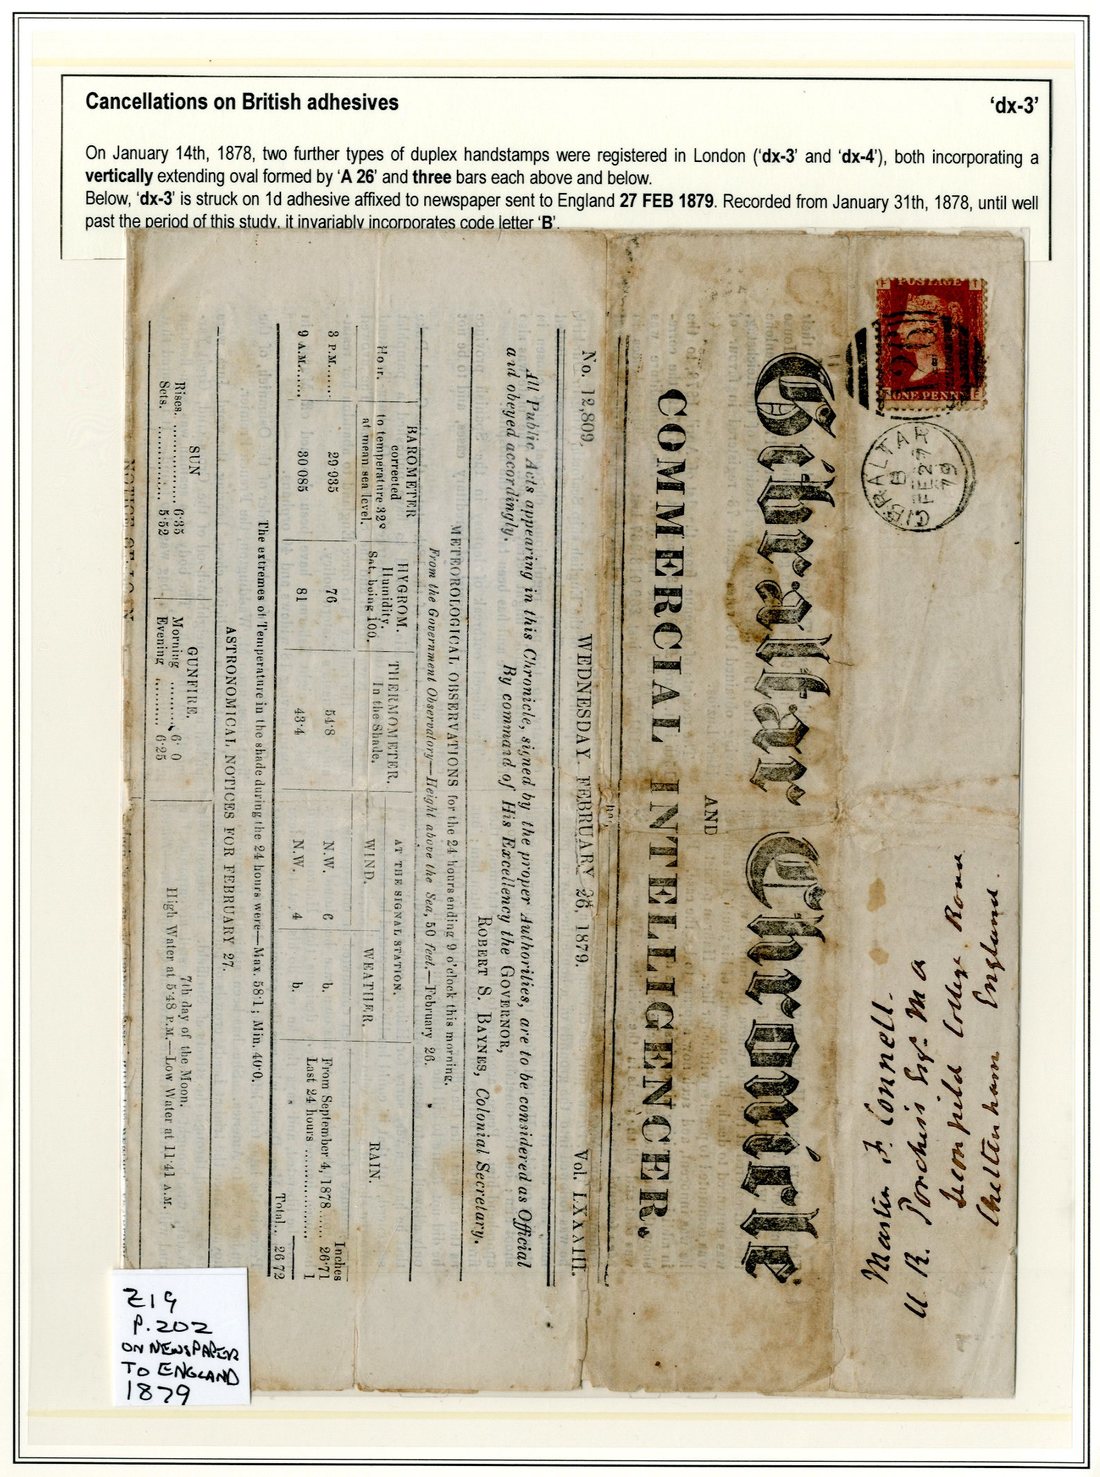 Cancellations on British adhesives ‘dx-3’
On January 14th, 1878, two further types of duplex handstamps were registered in London (‘dx-3’ and ‘dx-4’), both incorporating a
vertically extending oval formed by ‘A 26’ and three bars each above and below.
Below, ‘dx-3’ is struck on 1d adhesive affixed to newspaper sent to England 27 FEB 1879. Recorded from January 31th, 1878, until well
past the period of this study, it invariably incorporates code letter ‘B’.
POSTAGE
ONE PENNY
GIBRALTAR
B
FE 27
79
Martin F. Connell
Esqr M A
College Road
Cheltenham England
Gibraltar Chronicle
AND
COMMERCIAL INTELLIGENCER.
No. 12,809. WEDNESDAY FEBRUARY 26, 1879. Vol. LXXXIII.
All Public Acts appearing in this Chronicle, signed by the proper Authorities, are to be considered as Official
and obeyed accordingly. By command of His Excellency the GOVERNOR,
ROBERT S. BAYNES, Colonial Secretary.
METEOROLOGICAL OBSERVATIONS for the 24 hours ending 9 o'clock this morning.
From the Government Observatory—Height above the Sea, 50 feet.—February 26.
Hour. BAROMETER corrected to temperature 32° at mean sea level. HYGROM. Humidity. Sat. being 100. THERMOMETER. In the Shade. AT THE SIGNAL STATION. WIND. WEATHER. RAIN.
3 P.M....... 29·935 76 54·8 N.W. 6 b. From September 4, 1878...... Inches 26·71
9 A.M....... 30·085 81 43·4 N.W. 4 b. Last 24 hours .............. 1
Total.. 26 72
The extremes of Temperature in the shade during the 24 hours were—Max. 58·1; Min. 40·0.
ASTRONOMICAL NOTICES FOR FEBRUARY 27.
SUN GUNFIRE. 7th day of the Moon.
Rises. ................ 6·35 Morning ......... 6· 0 High Water at 5·48 P.M.—Low Water at 11·41 A.M.
Sets. ................ 5·52 Evening ......... 6·25
Z19
P.202
ON NEWSPAPER
TO ENGLAND
1879